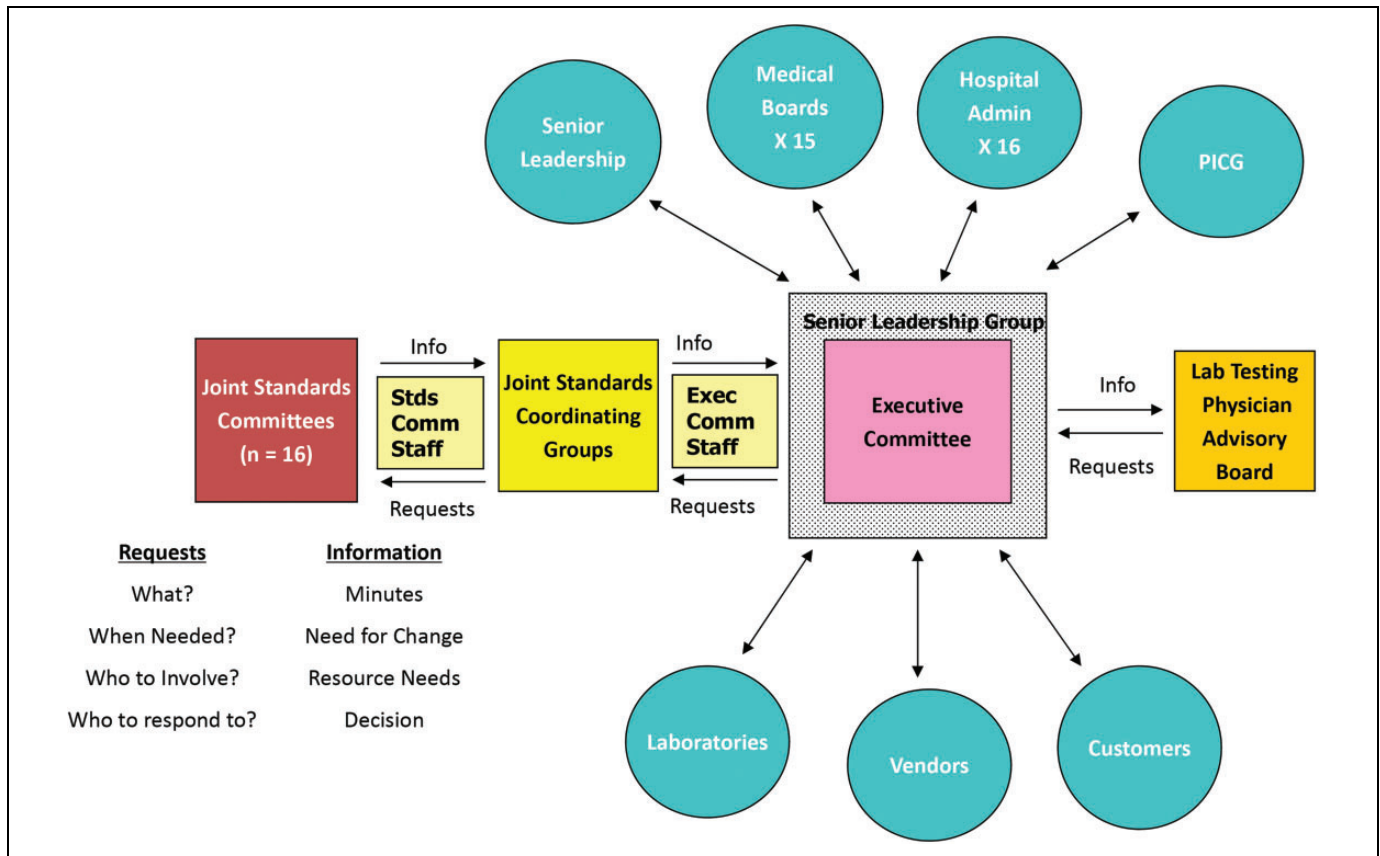 Senior
Leadership
Medical
Boards
X 15
Hospital
Admin
X 16
PICG
Joint Standards
Committees
(n = 16)
Info
Stds
Comm
Staff
Requests
Joint Standards
Coordinating
Groups
Info
Exec
Comm
Staff
Requests
Senior Leadership Group
Executive
Committee
Info
Requests
Lab Testing
Physician
Advisory
Board
Requests
What?
When Needed?
Who to Involve?
Who to respond to?
Information
Minutes
Need for Change
Resource Needs
Decision
Laboratories
Vendors
Customers